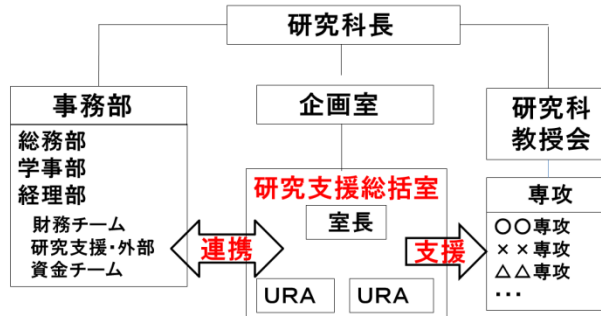 研究科長
事務部
総務部
学事部
経理部
財務チーム
研究支援・外部
資金チーム
連携
企画室
研究支援総括室
室長
URA
URA
支援
研究科
教授会
専攻
○○専攻
××専攻
△△専攻
・・・